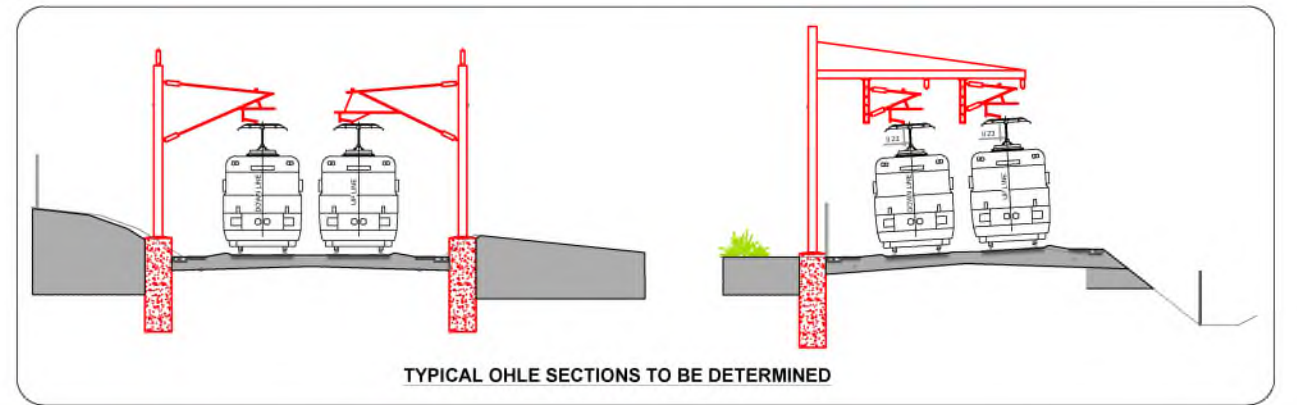 DOWN LINE
UP LINE
DOWN LINE
UP LINE
TYPICAL OHLE SECTIONS TO BE DETERMINED